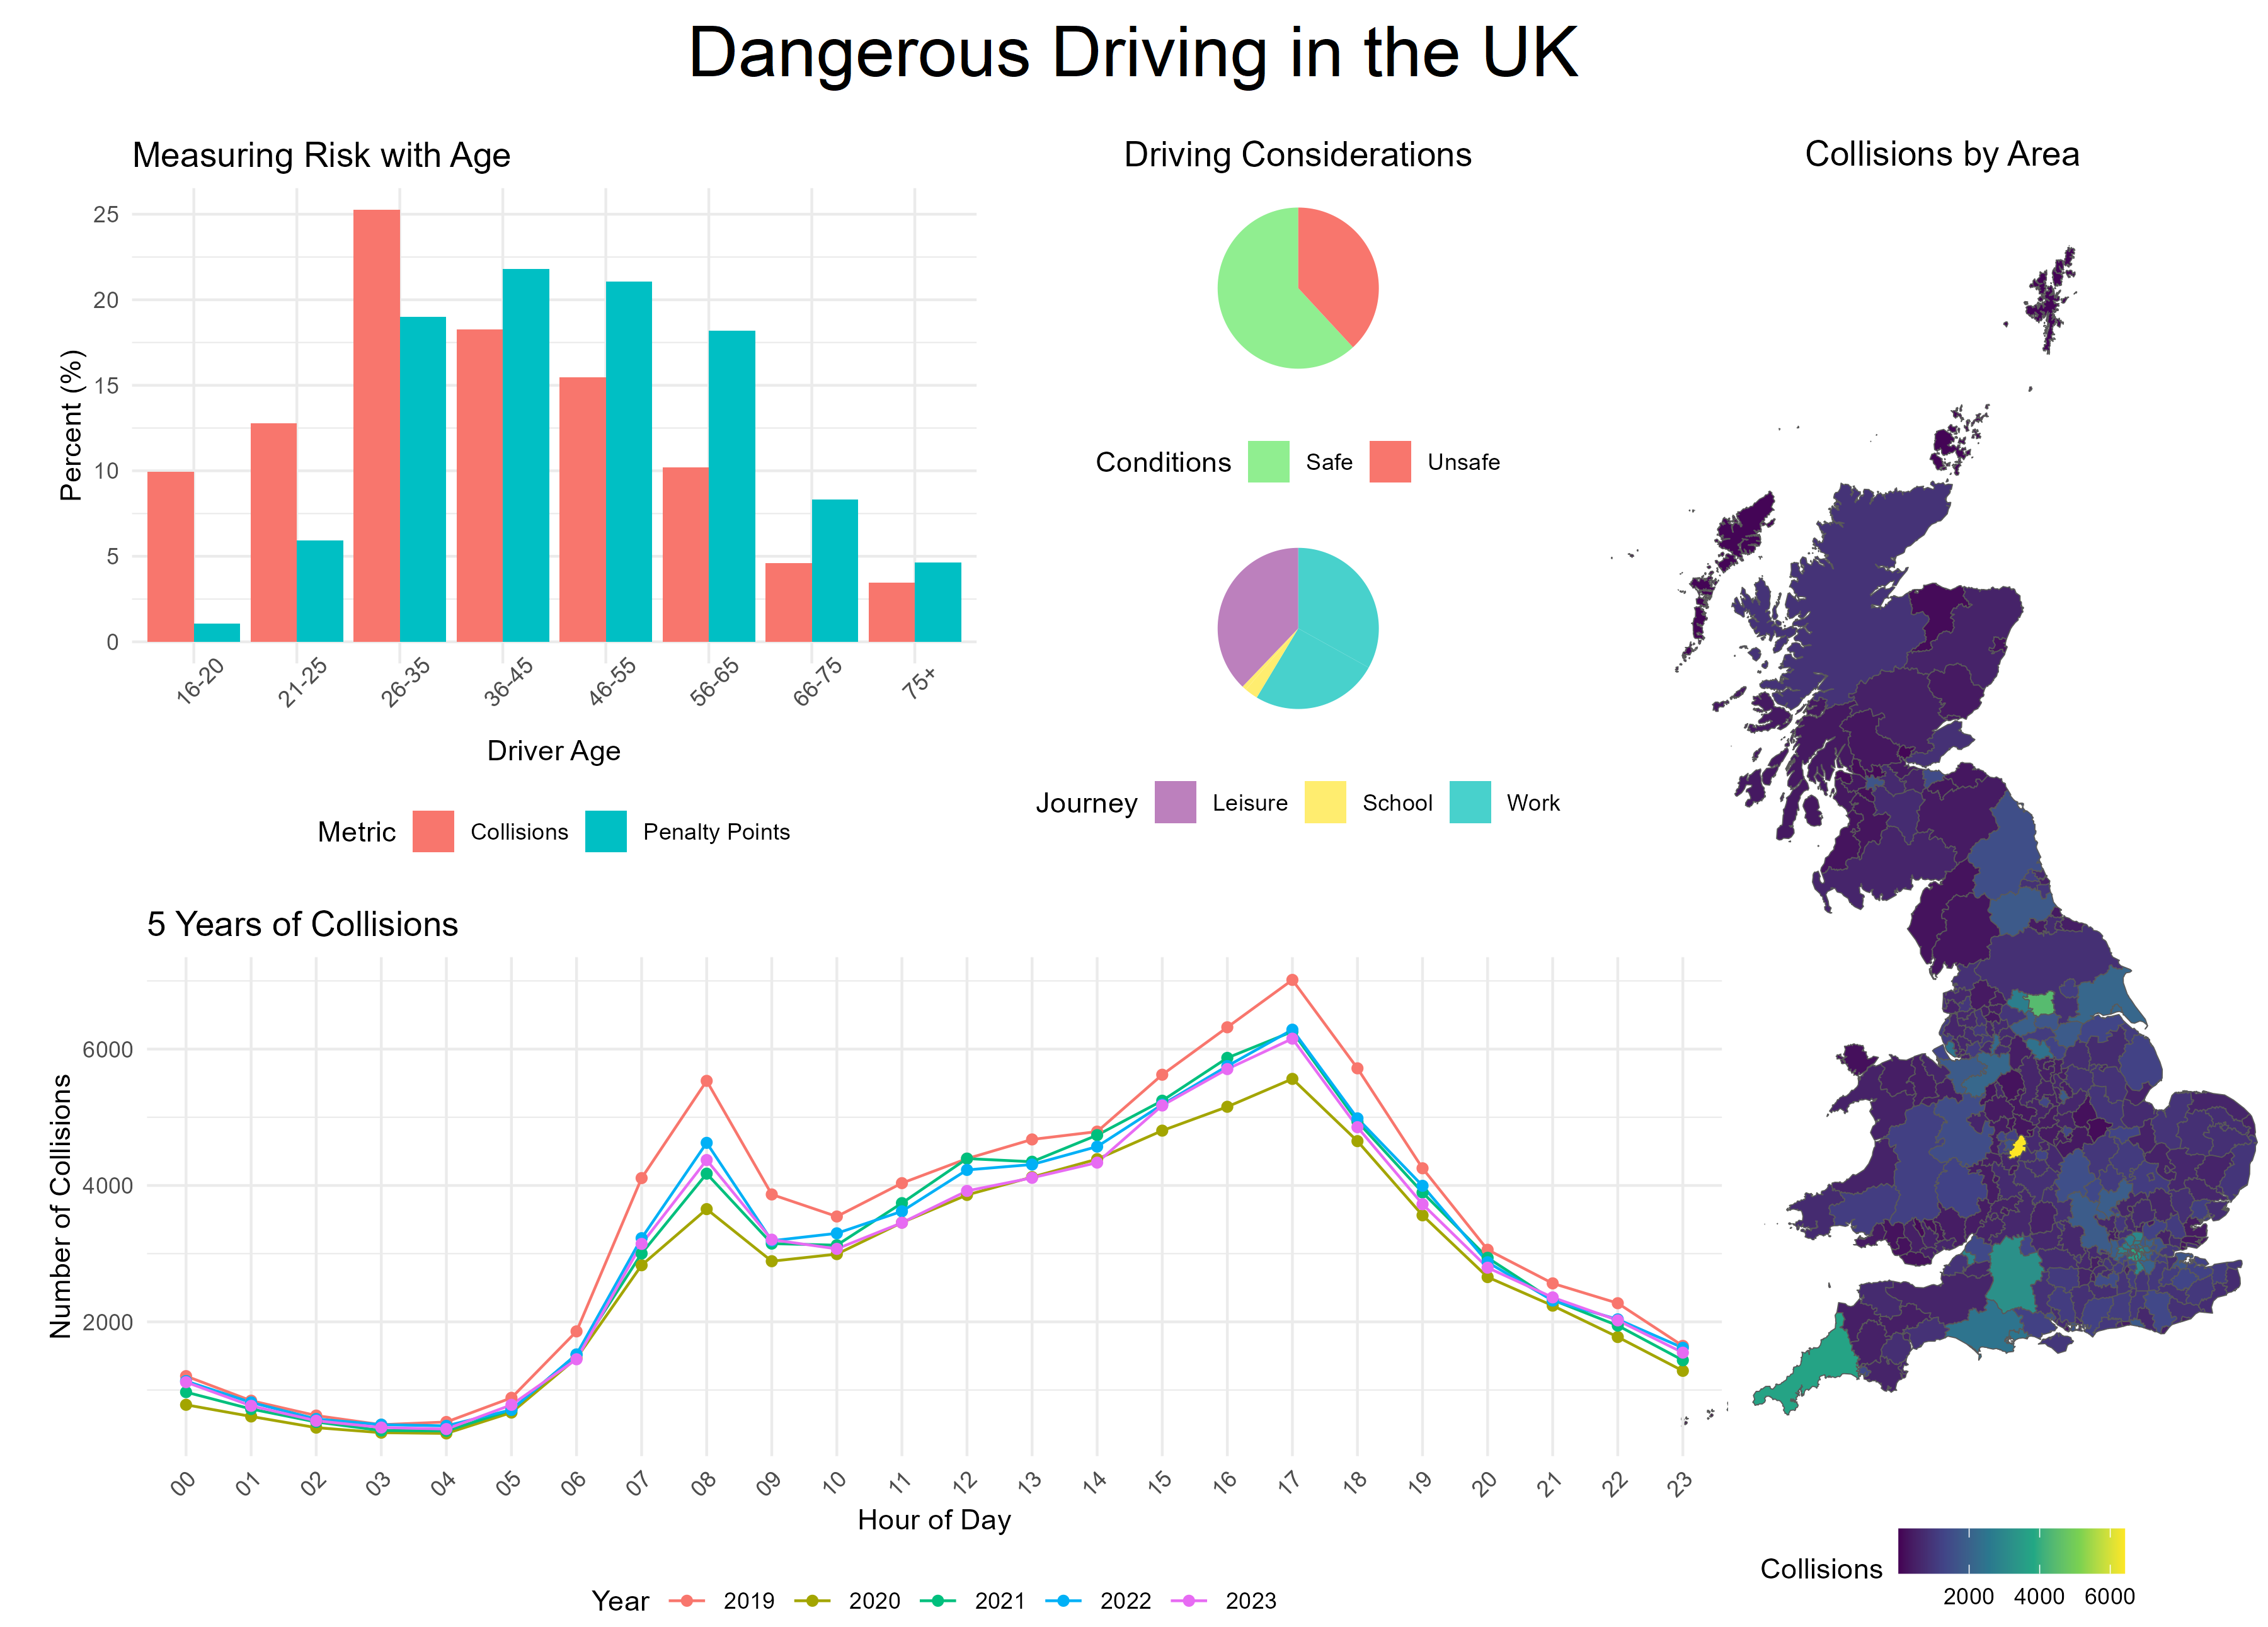 Dangerous Driving in the UK
Measuring Risk with Age
25
20
15
10
5
0
Percent (%)
16-20 21-25 26-35 36-45 46-55 56-65 66-75 75+
Driver Age
Metric Collisions Penalty Points
Driving Considerations
Conditions Safe Unsafe
Journey Leisure School Work
Collisions by Area
Collisions
2000 4000 6000
5 Years of Collisions
6000
4000
2000
Number of Collisions
00 01 02 03 04 05 06 07 08 09 10 11 12 13 14 15 16 17 18 19 20 21 22 23
Hour of Day
Year 2019 2020 2021 2022 2023